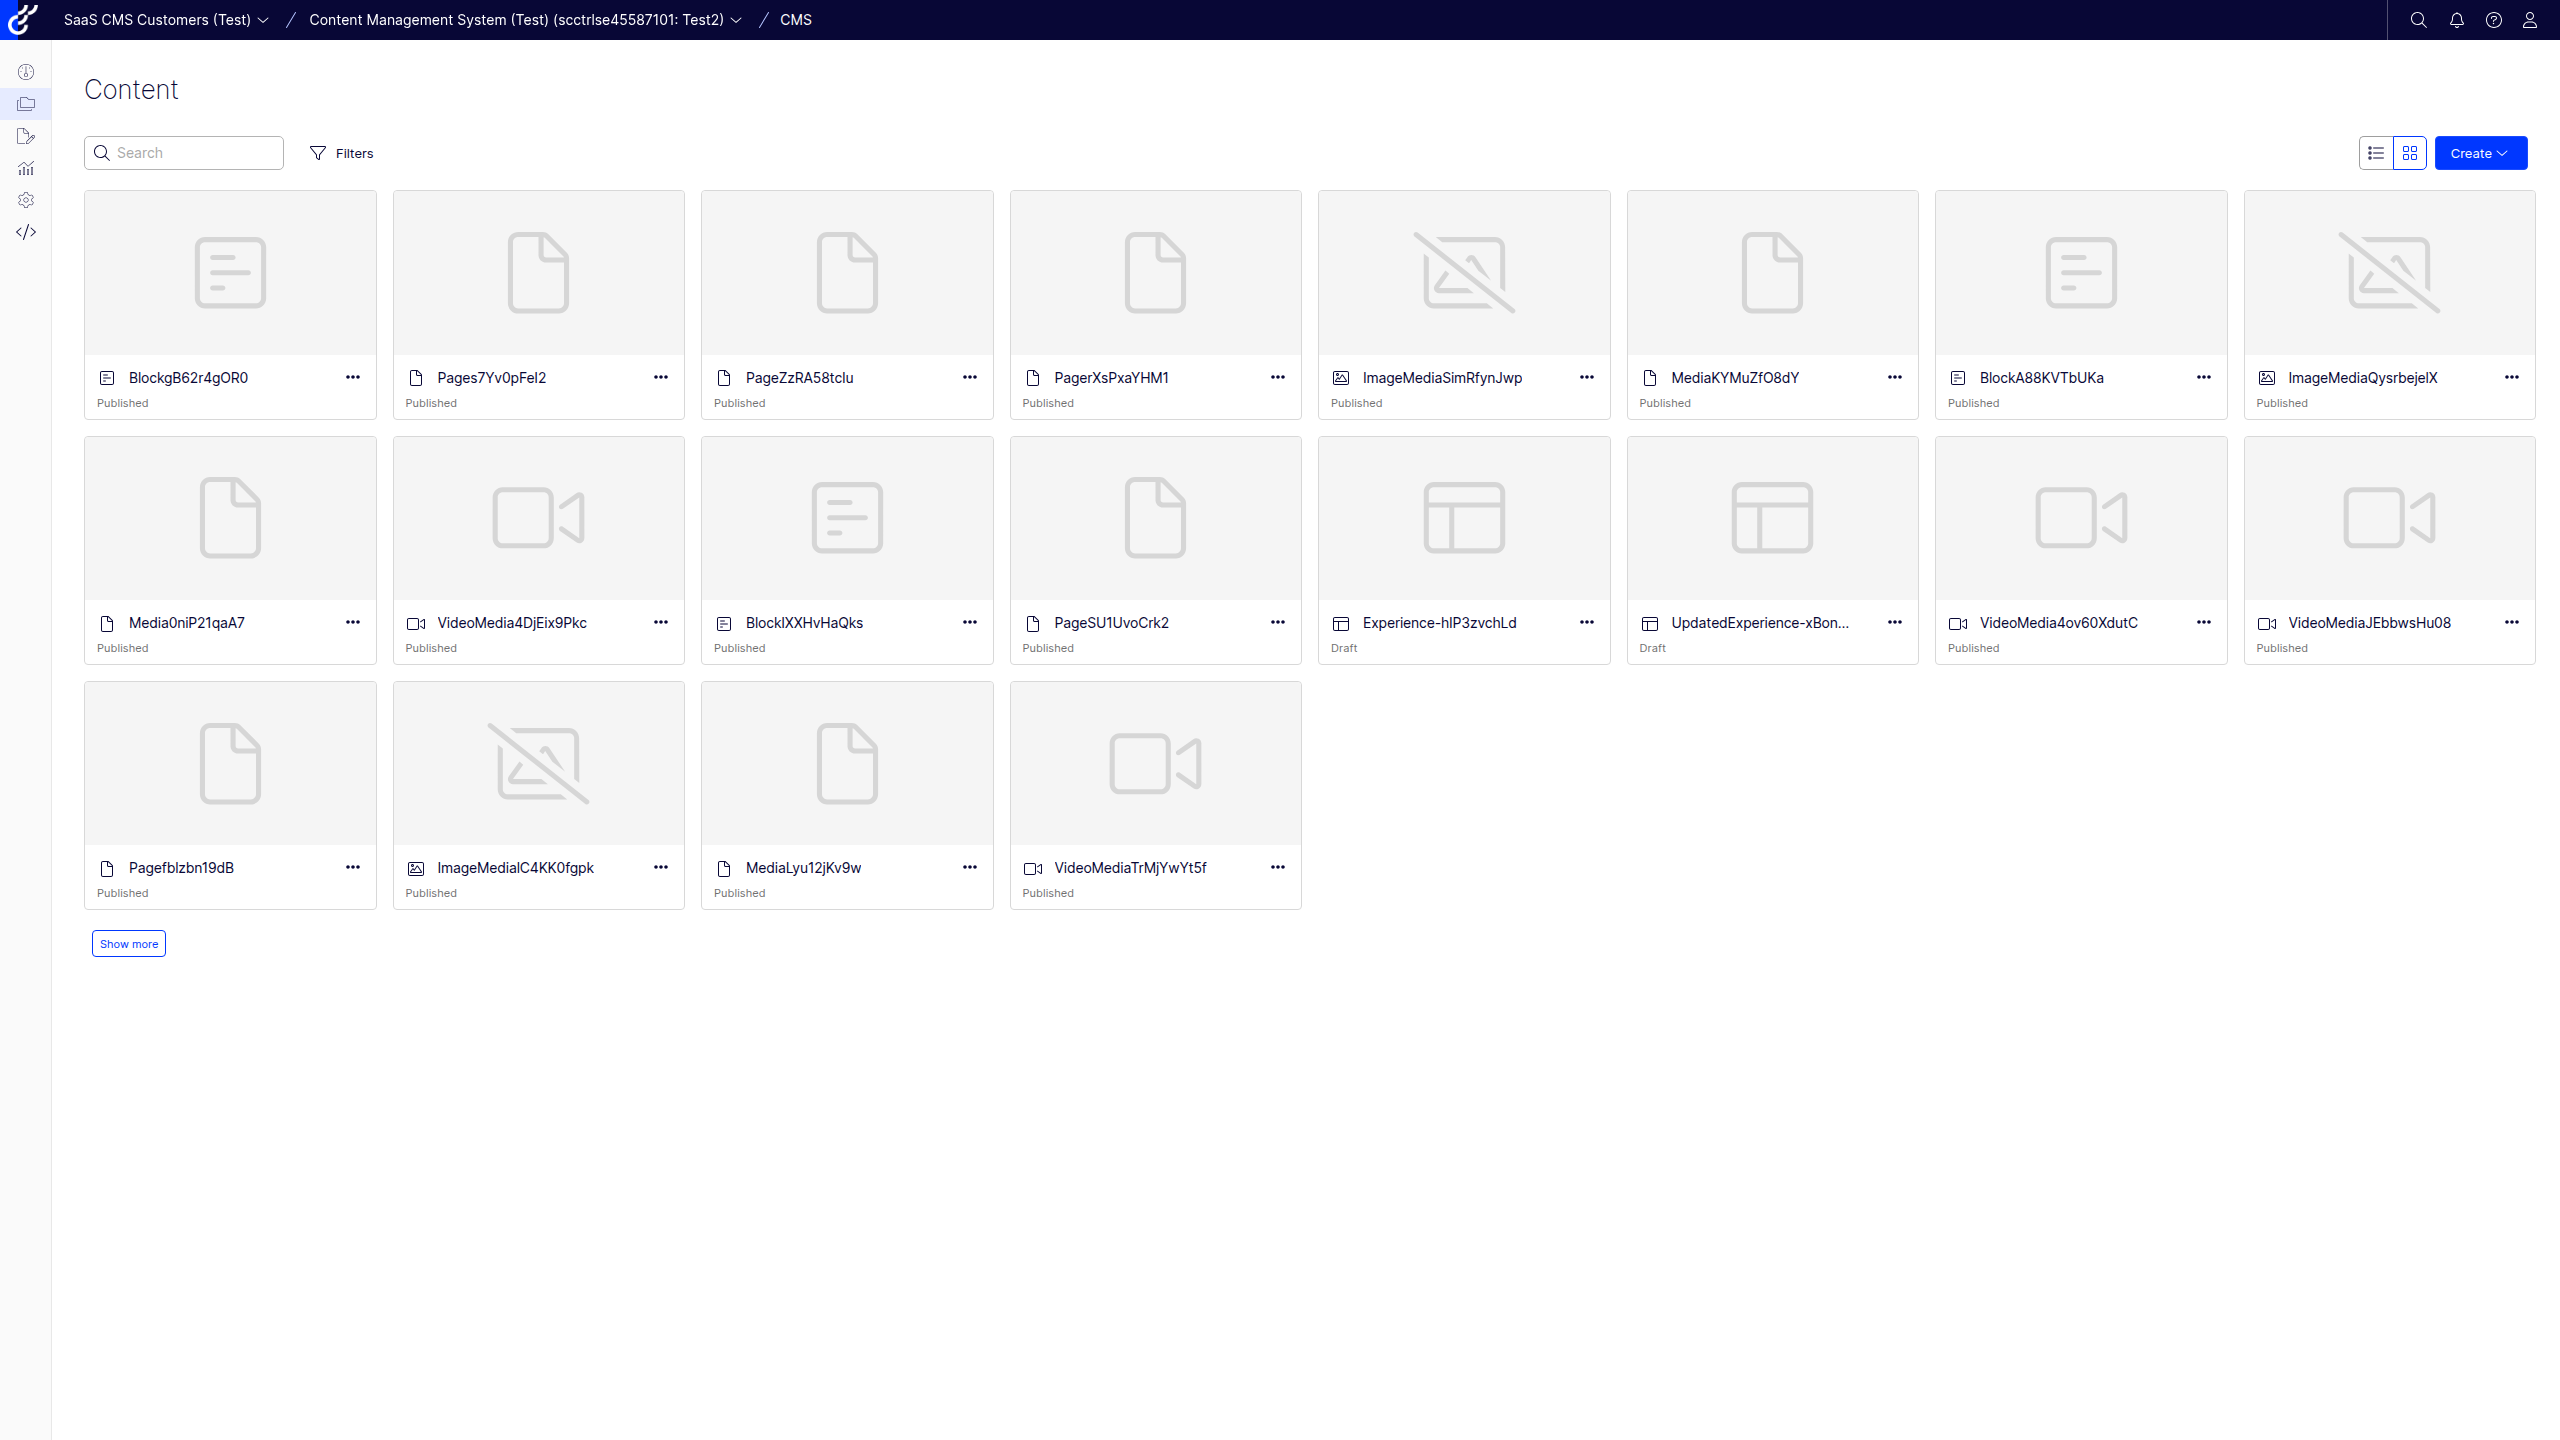 SaaS CMS Customers (Test) / Content Management System (Test) (scctrlse45587101: Test2) / CMS
Content
Search Filters Create
BlockgB62r4gOR0 Pages7Yv0pFeI2 PageZzRA58tclu PagerXsPxaYHM1 ImageMediaSimRfynJwp MediaKYMuZfO8dY BlockA88KVTbUKa ImageMediaQysrbejeIX
Published Published Published Published Published Published Published Published
Media0niP21qaA7 VideoMedia4DjEix9Pkc BlockIXXHvHaQks PageSU1UvoCrk2 Experience-hIP3zvchLd UpdatedExperience-xBon... VideoMedia4ov60XdutC VideoMediaJEbbwsHu08
Published Published Published Published Draft Draft Published Published
Pagefblzbn19dB ImageMediaIC4KK0fgpk MediaLyu12jKv9w VideoMediaTrMjYwYt5f
Published Published Published Published
Show more